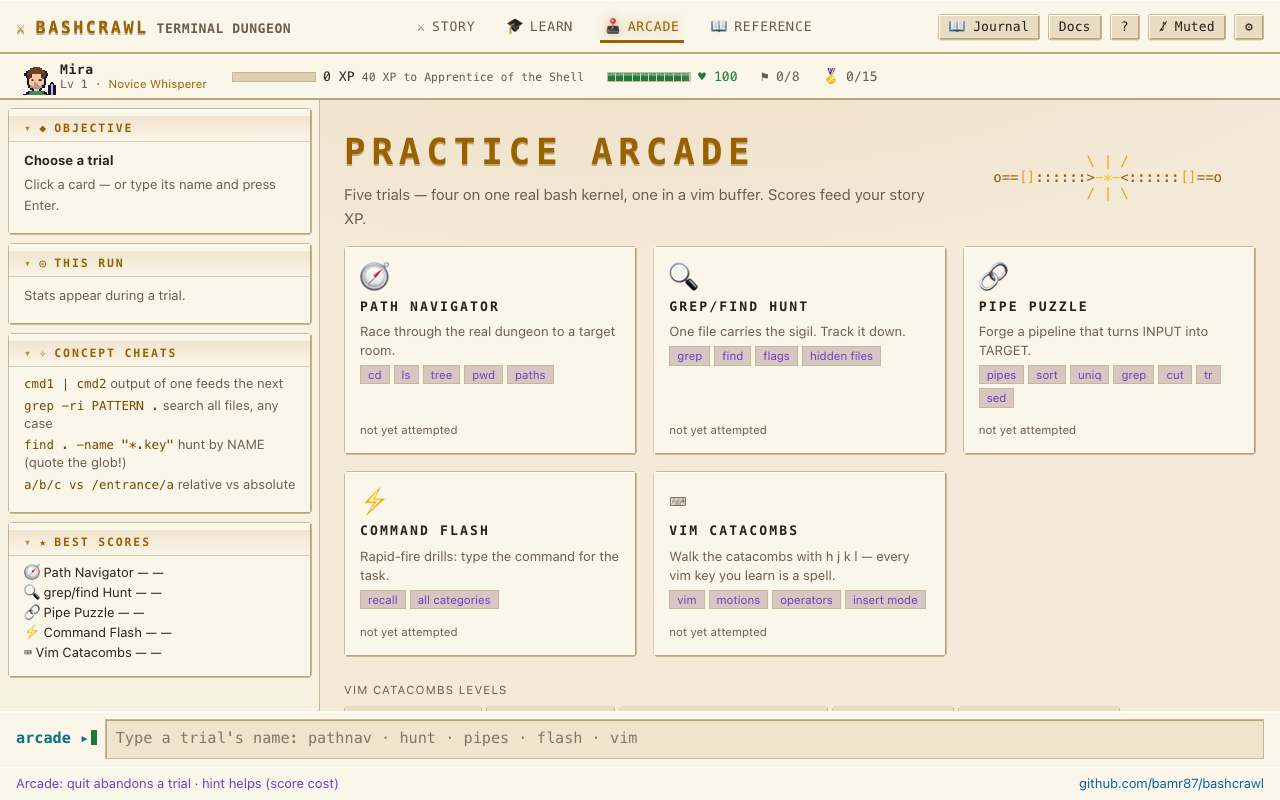 ⚔ BASHCRAWL TERMINAL DUNGEON
⚔ STORY
🎓 LEARN
🕹 ARCADE
📖 REFERENCE
📖 Journal
Docs
?
Muted
⚙
Mira
Lv 1 · Novice Whisperer
0 XP 40 XP to Apprentice of the Shell
♥ 100
⚑ 0/8
🏅 0/15
▾ ◆ OBJECTIVE
Choose a trial
Click a card — or type its name and press
Enter.
▾ ◎ THIS RUN
Stats appear during a trial.
▾ ✧ CONCEPT CHEATS
cmd1 | cmd2 output of one feeds the next
grep -ri PATTERN . search all files, any
case
find . -name "*.key" hunt by NAME
(quote the glob!)
a/b/c vs /entrance/a relative vs absolute
▾ ★ BEST SCORES
🧭 Path Navigator — —
🔍 grep/find Hunt — —
🔗 Pipe Puzzle — —
⚡ Command Flash — —
⌨ Vim Catacombs — —
PRACTICE ARCADE
Five trials — four on one real bash kernel, one in a vim buffer. Scores feed your story
XP.
\ | /
o==[]::::::>-*-<::::::[]==o
/ | \
🧭
PATH NAVIGATOR
Race through the real dungeon to a target
room.
cd ls tree pwd paths
not yet attempted
🔍
GREP/FIND HUNT
One file carries the sigil. Track it down.
grep find flags hidden files
not yet attempted
🔗
PIPE PUZZLE
Forge a pipeline that turns INPUT into
TARGET.
pipes sort uniq grep cut tr
sed
not yet attempted
⚡
COMMAND FLASH
Rapid-fire drills: type the command for the
task.
recall all categories
not yet attempted
⌨
VIM CATACOMBS
Walk the catacombs with h j k l — every
vim key you learn is a spell.
vim motions operators insert mode
not yet attempted
VIM CATACOMBS LEVELS
arcade ▸
Type a trial's name: pathnav · hunt · pipes · flash · vim
Arcade: quit abandons a trial · hint helps (score cost)
github.com/bamr87/bashcrawl